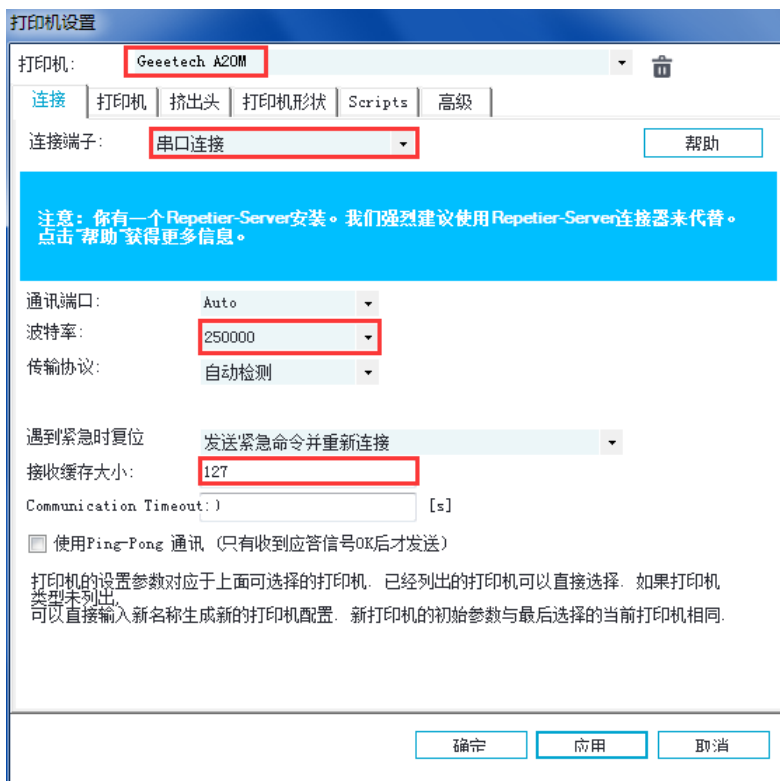 打印机设置
打印机: Geeetech A20M
连接 打印机 挤出头 打印机形状 Scripts 高级
连接端子: 串口连接 帮助
注意：你有一个Repetier-Server安装。我们强烈建议使用Repetier-Server连接器来代替。
点击"帮助"获得更多信息。
通讯端口: Auto
波特率: 250000
传输协议: 自动检测
遇到紧急时复位 发送紧急命令并重新连接
接收缓存大小: 127
Communication Timeout:) [s]
使用Ping-Pong 通讯 (只有收到应答信号OK后才发送)
打印机的设置参数对应于上面可选择的打印机. 已经列出的打印机可以直接选择. 如果打印机
类型未列出,
可以直接输入新名称生成新的打印机配置. 新打印机的初始参数与最后选择的当前打印机相同.
确定 应用 取消